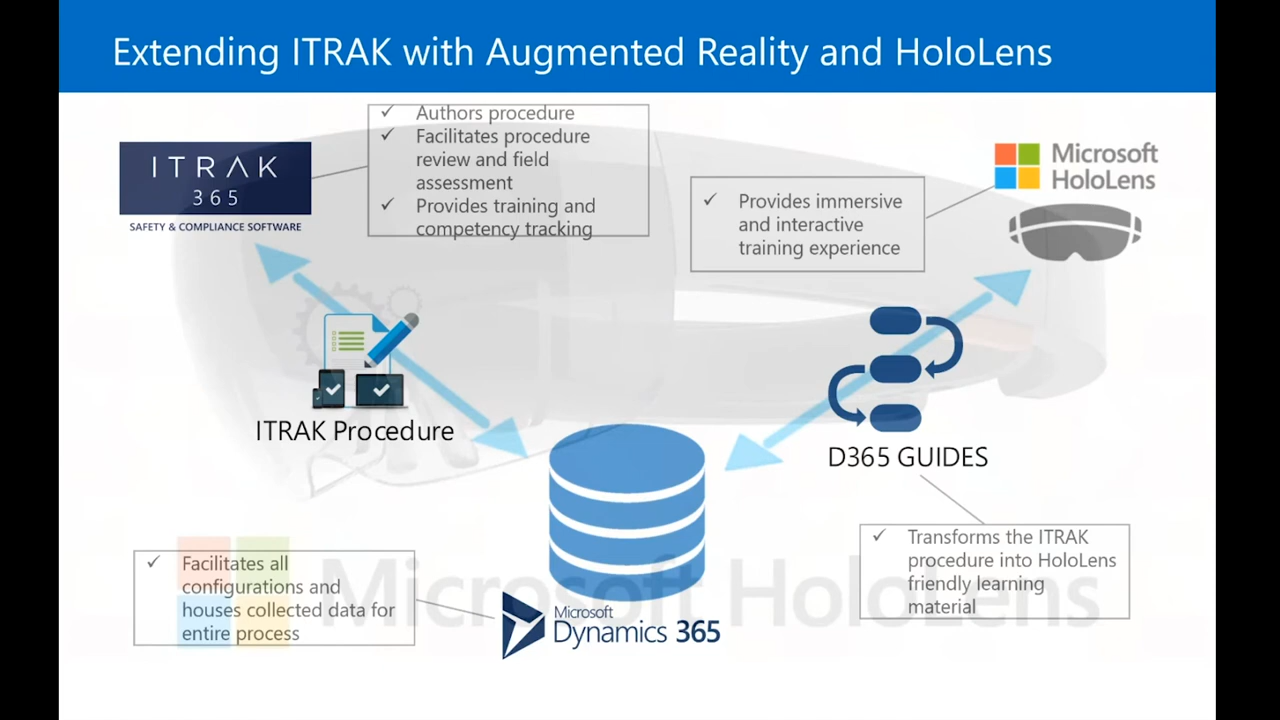 Extending ITRAK with Augmented Reality and HoloLens
ITRAK
365
SAFETY & COMPLIANCE SOFTWARE
✓ Authors procedure
✓ Facilitates procedure
review and field
assessment
✓ Provides training and
competency tracking
✓ Provides immersive
and interactive
training experience
Microsoft
HoloLens
ITRAK Procedure
D365 GUIDES
✓ Transforms the ITRAK
procedure into HoloLens
friendly learning
material
✓ Facilitates all
configurations and
houses collected data for
entire process
Microsoft
Dynamics 365
Microsoft HoloLens